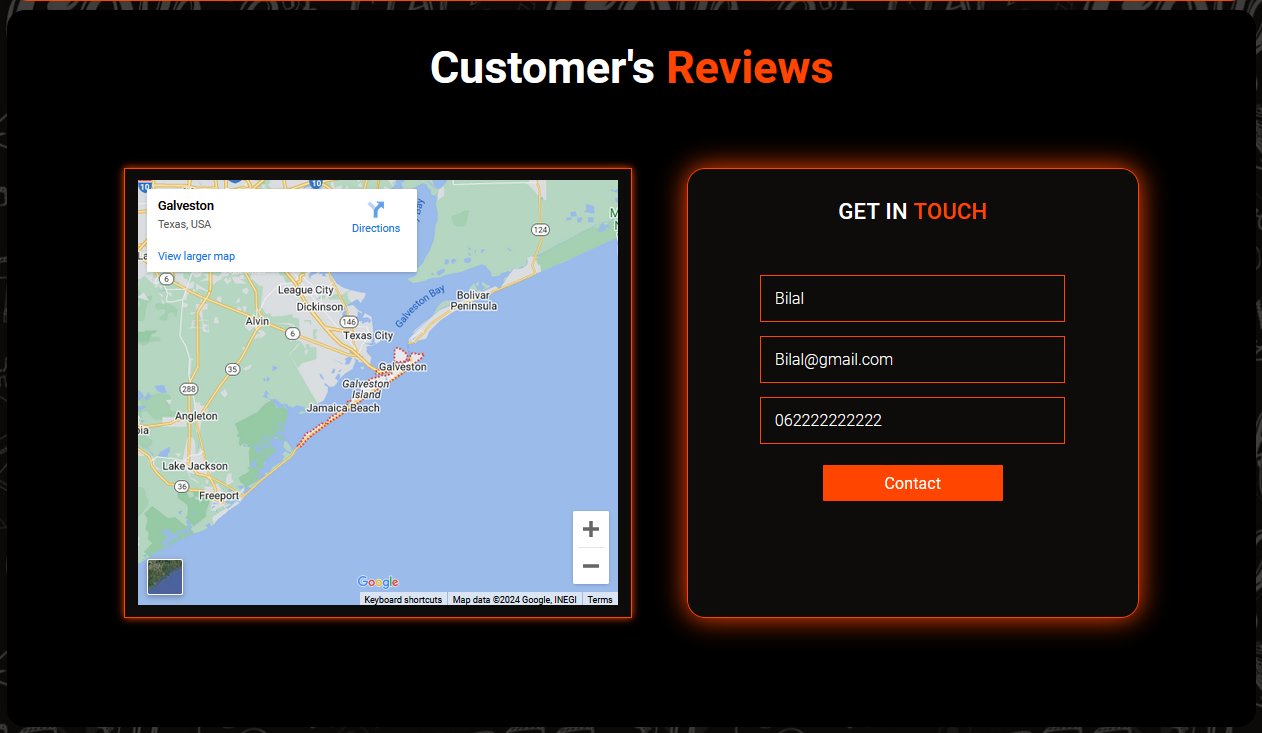 Customer's Reviews
10
10
Galveston
Texas, USA
Directions
View larger map
124
6
League City
Dickinson
Galveston Bay
Bolivar
Peninsula
Alvin
146
6
Texas City
Galveston
35
Galveston
Island
288
Jamaica Beach
Angleton
Lake Jackson
36
Freeport
Google
Keyboard shortcuts
Map data ©2024 Google, INEGI
Terms
GET IN TOUCH
Bilal
Bilal@gmail.com
062222222222
Contact